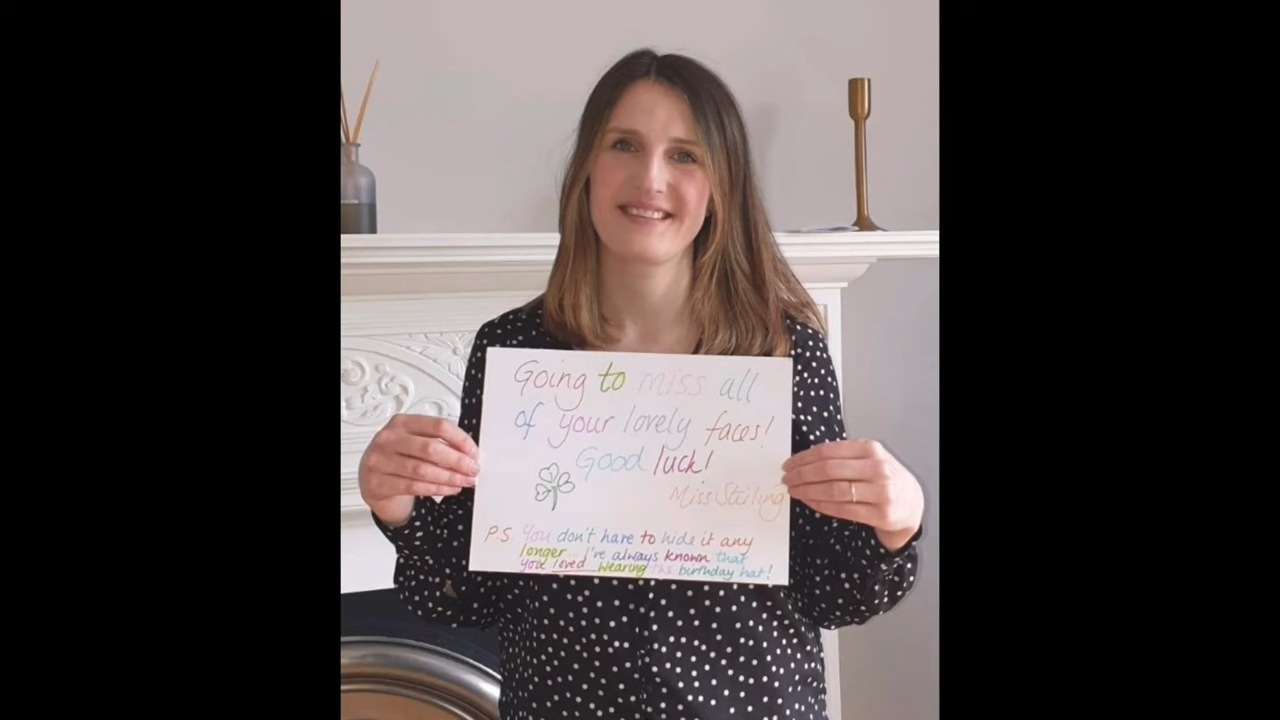 Going to miss all
of your lovely faces!
Good luck!
Miss Stirling
P.S. You don't have to hide it any
longer... I've always known that
you loved wearing the birthday hat!